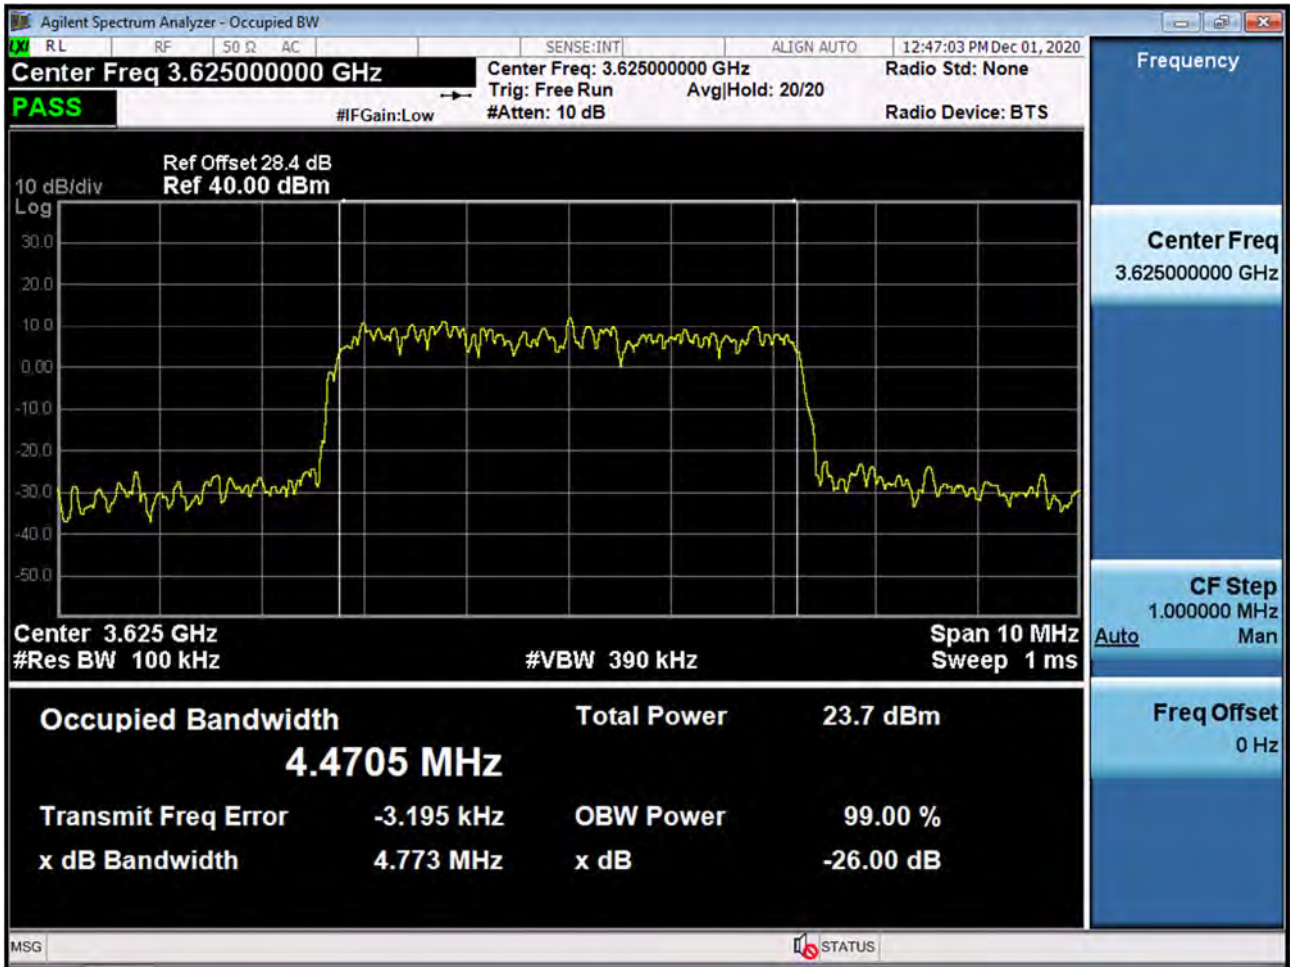 Agilent Spectrum Analyzer - Occupied BW
LXI RL RF 50 Ω AC SENSE:INT ALIGN AUTO 12:47:03 PM Dec 01, 2020
Center Freq 3.625000000 GHz
Center Freq: 3.625000000 GHz Radio Std: None
Trig: Free Run Avg|Hold: 20/20
PASS
#IFGain:Low #Atten: 10 dB Radio Device: BTS
Ref Offset 28.4 dB
10 dB/div Ref 40.00 dBm
Log
30.0
20.0
10.0
0.00
-10.0
-20.0
-30.0
-40.0
-50.0
Center 3.625 GHz Span 10 MHz
#Res BW 100 kHz #VBW 390 kHz Sweep 1 ms
Occupied Bandwidth Total Power 23.7 dBm
4.4705 MHz
Transmit Freq Error -3.195 kHz OBW Power 99.00 %
x dB Bandwidth 4.773 MHz x dB -26.00 dB
MSG STATUS
Frequency
Center Freq
3.625000000 GHz
CF Step
1.000000 MHz
Auto Man
Freq Offset
0 Hz